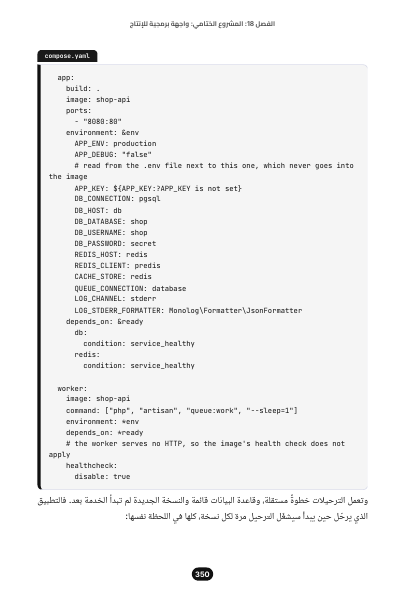 الفصل 18: المشروع الختامي: واجهة برمجية للإنتاج
compose.yaml
  app:
    build: .
    image: shop-api
    ports:
      - "8080:80"
    environment: &env
      APP_ENV: production
      APP_DEBUG: "false"
      # read from the .env file next to this one, which never goes into
the image
      APP_KEY: ${APP_KEY:?APP_KEY is not set}
      DB_CONNECTION: pgsql
      DB_HOST: db
      DB_DATABASE: shop
      DB_USERNAME: shop
      DB_PASSWORD: secret
      REDIS_HOST: redis
      REDIS_CLIENT: predis
      CACHE_STORE: redis
      QUEUE_CONNECTION: database
      LOG_CHANNEL: stderr
      LOG_STDERR_FORMATTER: Monolog\Formatter\JsonFormatter
    depends_on: &ready
      db:
        condition: service_healthy
      redis:
        condition: service_healthy

  worker:
    image: shop-api
    command: ["php", "artisan", "queue:work", "--sleep=1"]
    environment: *env
    depends_on: *ready
    # the worker serves no HTTP, so the image's health check does not
apply
    healthcheck:
      disable: true
وتعمل الترحيلات خطوةً مستقلة، وقاعدة البيانات قائمة والنسخة الجديدة لم تبدأ الخدمة بعد. فالتطبيق
الذي يرحّل حين يبدأ سيشغّل الترحيل مرة لكل نسخة، كلها في اللحظة نفسها:
350